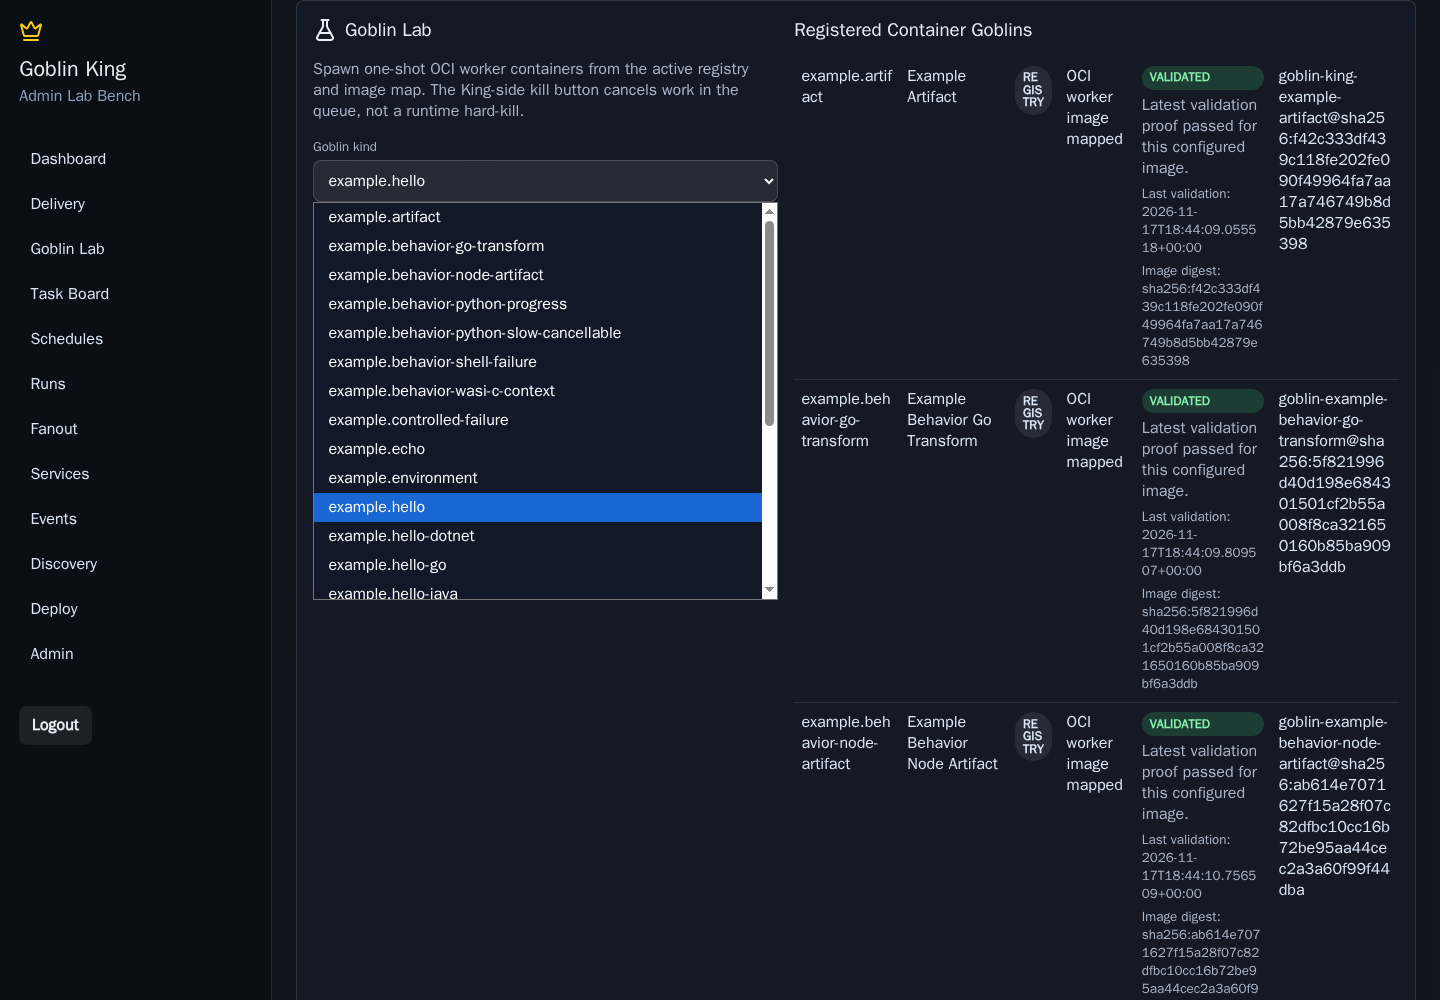 Goblin King
Admin Lab Bench
Dashboard
Delivery
Goblin Lab
Task Board
Schedules
Runs
Fanout
Services
Events
Discovery
Deploy
Admin
Logout
Goblin Lab
Spawn one-shot OCI worker containers from the active registry
and image map. The King-side kill button cancels work in the
queue, not a runtime hard-kill.
Goblin kind
example.hello
example.artifact
example.behavior-go-transform
example.behavior-node-artifact
example.behavior-python-progress
example.behavior-python-slow-cancellable
example.behavior-shell-failure
example.behavior-wasi-c-context
example.controlled-failure
example.echo
example.environment
example.hello
example.hello-dotnet
example.hello-go
example.hello-java
Registered Container Goblins
example.artif
act
Example
Artifact
RE
GIS
TRY
OCI
worker
image
mapped
VALIDATED
Latest validation
proof passed for
this configured
image.
Last validation:
2026-11-
17T18:44:09.0555
18+00:00
Image digest:
sha256:f42c333df4
39c118fe202fe090f
49964fa7aa17a746
749b8d5bb42879e
635398
goblin-king-
example-
artifact@sha25
6:f42c333df43
9c118fe202fe0
90f49964fa7aa
17a746749b8d
5bb42879e635
398
example.beh
avior-go-
transform
Example
Behavior Go
Transform
RE
GIS
TRY
OCI
worker
image
mapped
VALIDATED
Latest validation
proof passed for
this configured
image.
Last validation:
2026-11-
17T18:44:09.8095
07+00:00
Image digest:
sha256:5f821996d
40d198e68430150
1cf2b55a008f8ca32
1650160b85ba909
bf6a3ddb
goblin-example-
behavior-go-
transform@sha
256:5f821996
d40d198e6843
01501cf2b55a
008f8ca32165
0160b85ba909
bf6a3ddb
example.beh
avior-node-
artifact
Example
Behavior
Node Artifact
RE
GIS
TRY
OCI
worker
image
mapped
VALIDATED
Latest validation
proof passed for
this configured
image.
Last validation:
2026-11-
17T18:44:10.7565
09+00:00
Image digest:
sha256:ab614e707
1627f15a28f07c82
dfbc10cc16b72be9
5aa44cec2a3a60f9
goblin-example-
behavior-node-
artifact@sha25
6:ab614e7071
627f15a28f07c
82dfbc10cc16b
72be95aa44ce
c2a3a60f99f44
dba